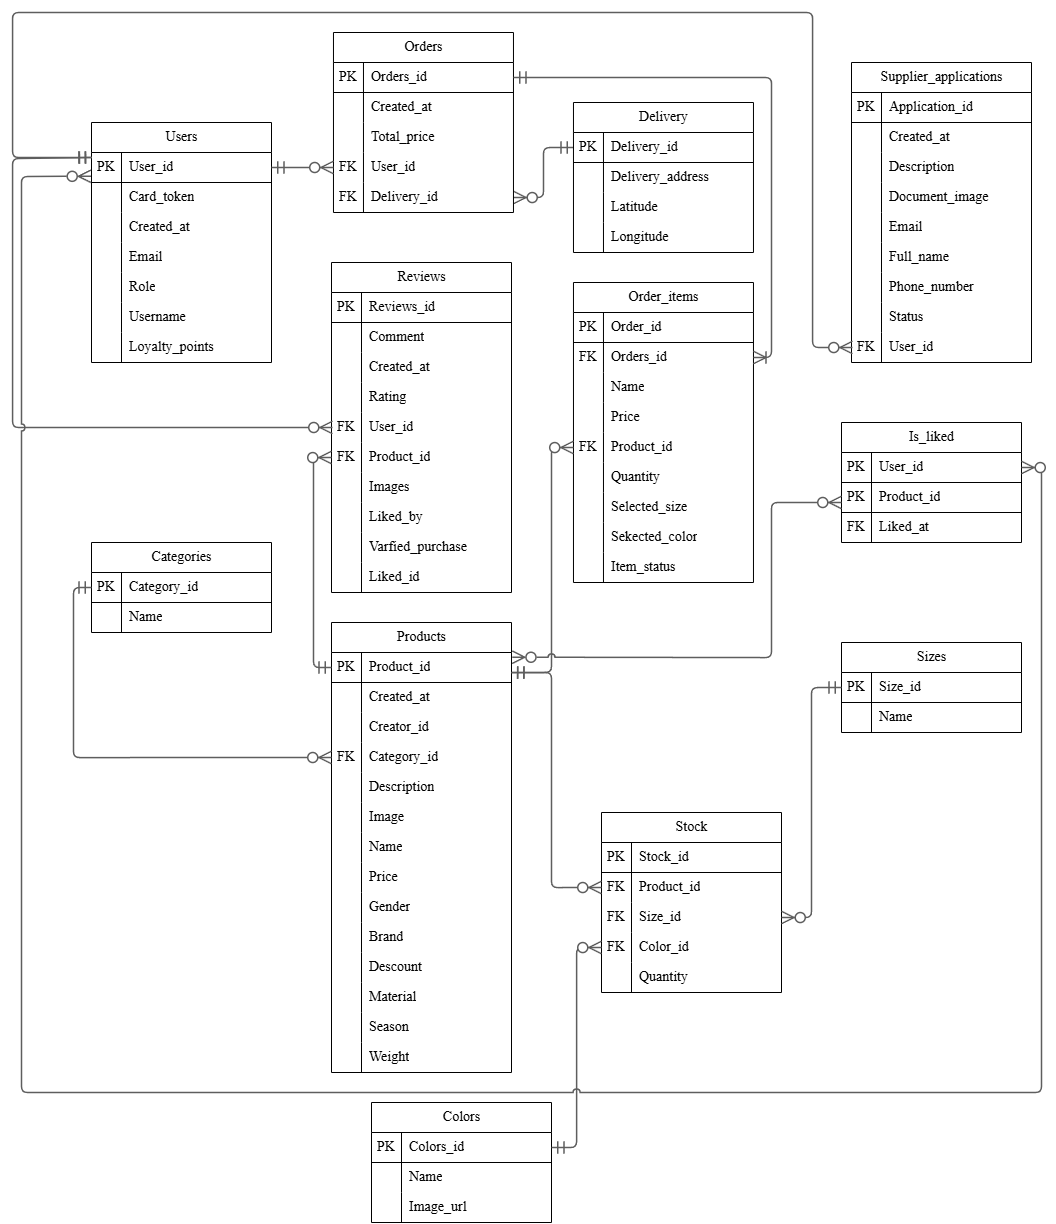 Orders
PK Orders_id
Created_at
Total_price
FK User_id
FK Delivery_id
Supplier_applications
PK Application_id
Created_at
Description
Document_image
Email
Full_name
Phone_number
Status
FK User_id
Delivery
PK Delivery_id
Delivery_address
Latitude
Longitude
Users
PK User_id
Card_token
Created_at
Email
Role
Username
Loyalty_points
Reviews
PK Reviews_id
Comment
Created_at
Rating
FK User_id
FK Product_id
Images
Liked_by
Varfied_purchase
Liked_id
Order_items
PK Order_id
FK Orders_id
Name
Price
FK Product_id
Quantity
Selected_size
Sekected_color
Item_status
Is_liked
PK User_id
PK Product_id
FK Liked_at
Categories
PK Category_id
Name
Products
PK Product_id
Created_at
Creator_id
FK Category_id
Description
Image
Name
Price
Gender
Brand
Descount
Material
Season
Weight
Sizes
PK Size_id
Name
Stock
PK Stock_id
FK Product_id
FK Size_id
FK Color_id
Quantity
Colors
PK Colors_id
Name
Image_url